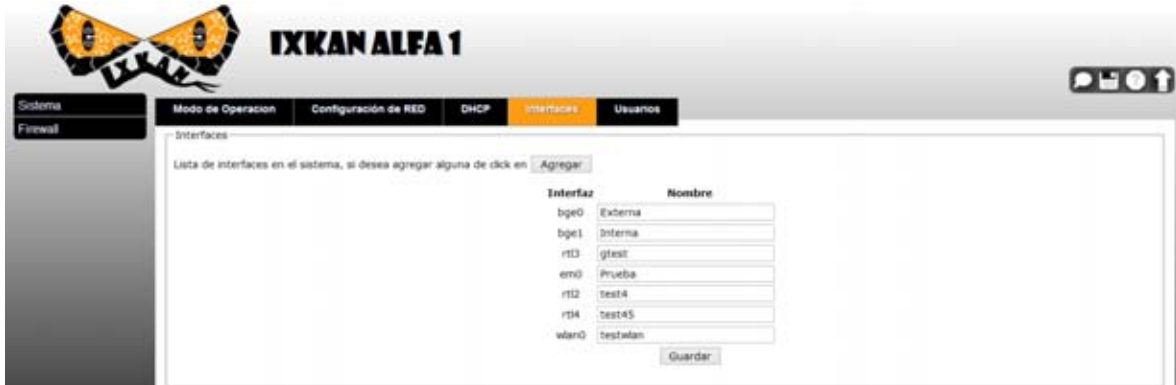 IXKAN
IXKAN ALFA 1
Sistema
Firewall
Modo de Operacion Configuración de RED DHCP Interfaces Usuarios
Interfaces
Lista de interfaces en el sistema, si desea agregar alguna de click en Agregar
Interfaz Nombre
bge0 Externa
bge1 Interna
rtl3 gtest
em0 Prueba
rtl2 test4
rtl4 test45
wlan0 testwlan
Guardar